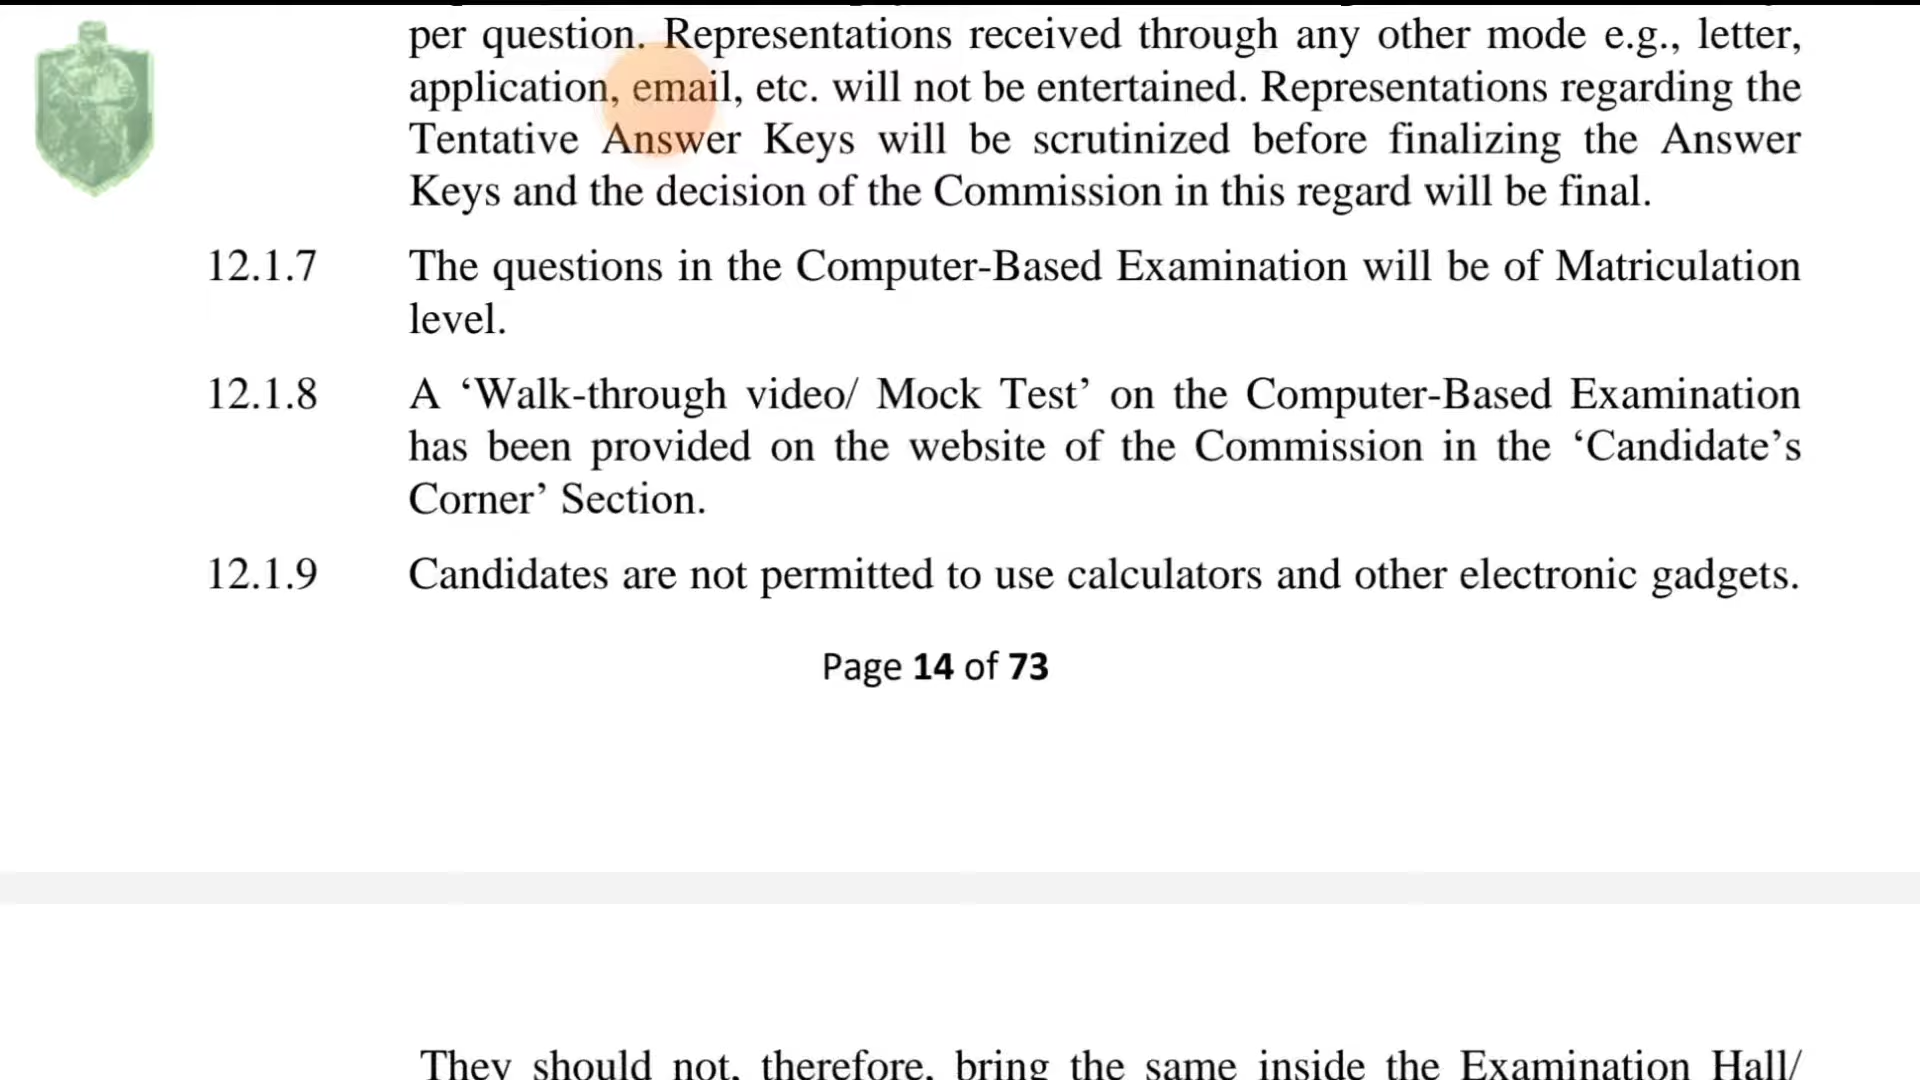 per question. Representations received through any other mode e.g., letter,
application, email, etc. will not be entertained. Representations regarding the
Tentative Answer Keys will be scrutinized before finalizing the Answer
Keys and the decision of the Commission in this regard will be final.
12.1.7 The questions in the Computer-Based Examination will be of Matriculation
level.
12.1.8 A ‘Walk-through video/ Mock Test’ on the Computer-Based Examination
has been provided on the website of the Commission in the ‘Candidate’s
Corner’ Section.
12.1.9 Candidates are not permitted to use calculators and other electronic gadgets.
Page 14 of 73
They should not, therefore, bring the same inside the Examination Hall/